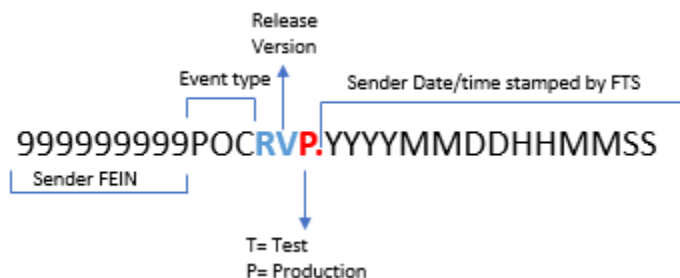 Release
Version
Event type
Sender Date/time stamped by FTS
999999999POCRVP.YYYYMMDDHHMMSS
Sender FEIN
T= Test
P= Production